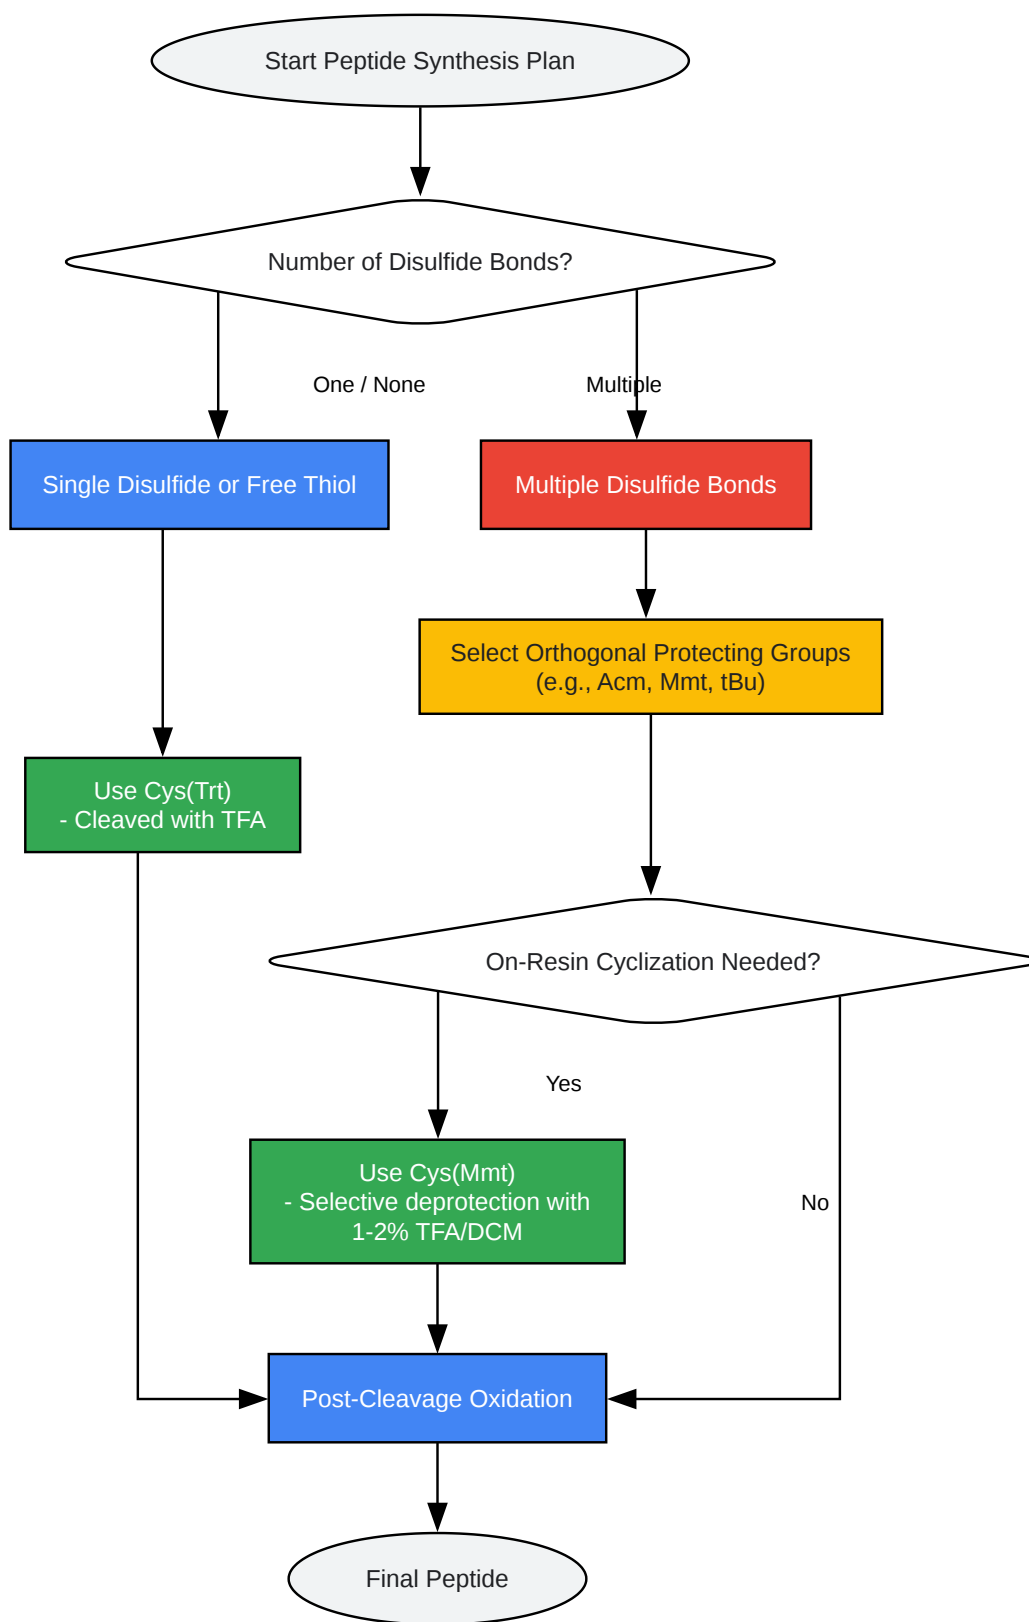 Start Peptide Synthesis Plan
Number of Disulfide Bonds?
One / None
Multiple
Single Disulfide or Free Thiol
Multiple Disulfide Bonds
Select Orthogonal Protecting Groups
(e.g., Acm, Mmt, tBu)
Use Cys(Trt)
- Cleaved with TFA
On-Resin Cyclization Needed?
Yes
Use Cys(Mmt)
- Selective deprotection with
1-2% TFA/DCM
No
Post-Cleavage Oxidation
Final Peptide